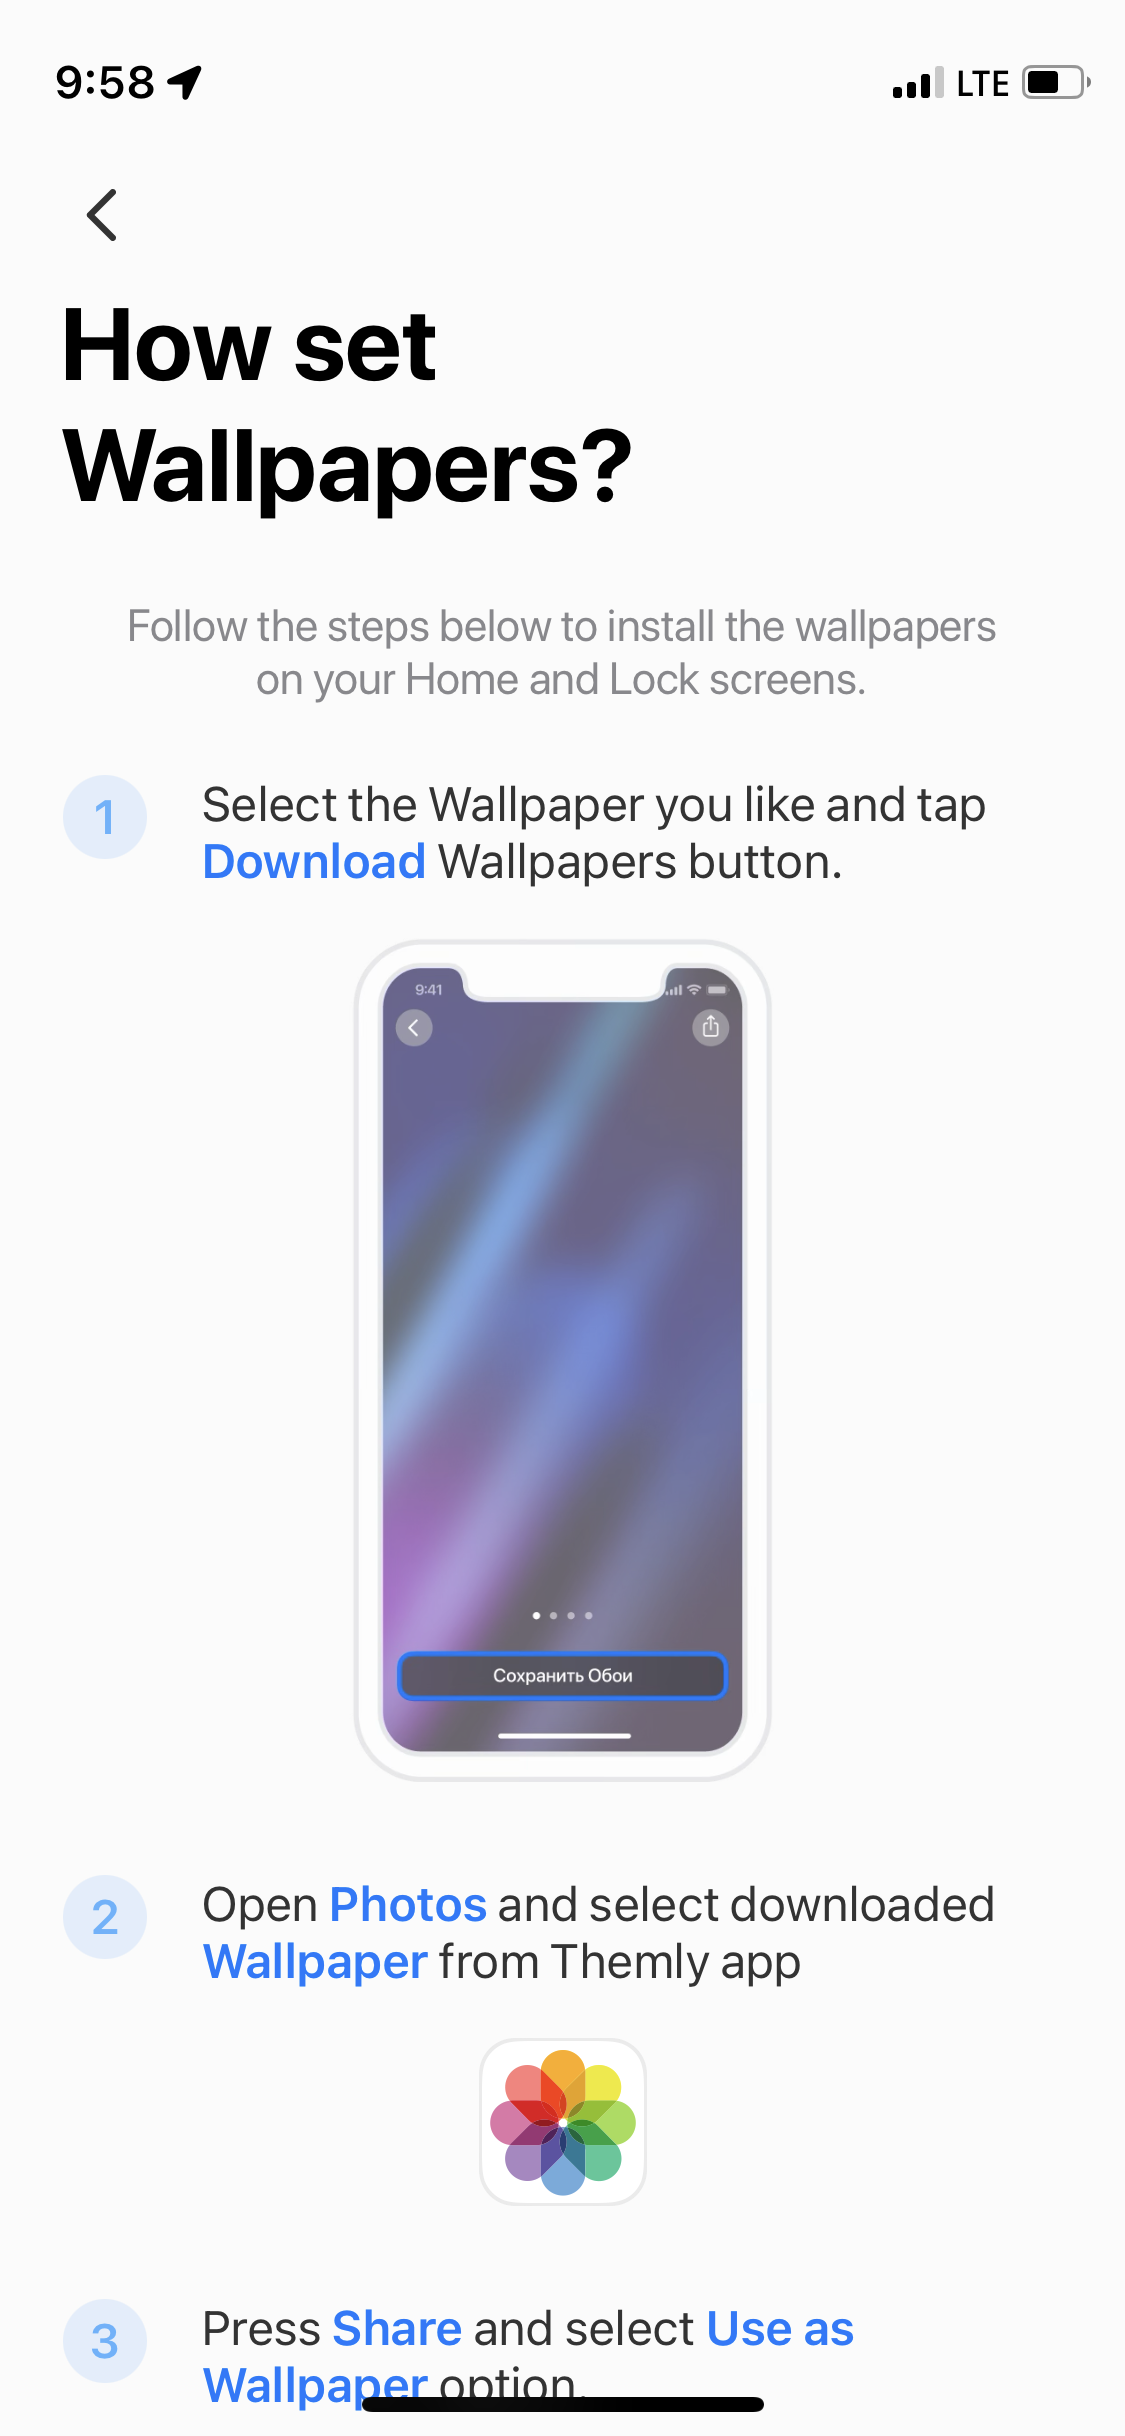 9:58
LTE
How set
Wallpapers?
Follow the steps below to install the wallpapers
on your Home and Lock screens.
1
Select the Wallpaper you like and tap
Download Wallpapers button.
9:41
Сохранить Обои
2
Open Photos and select downloaded
Wallpaper from Themly app
3
Press Share and select Use as
Wallpaper option.